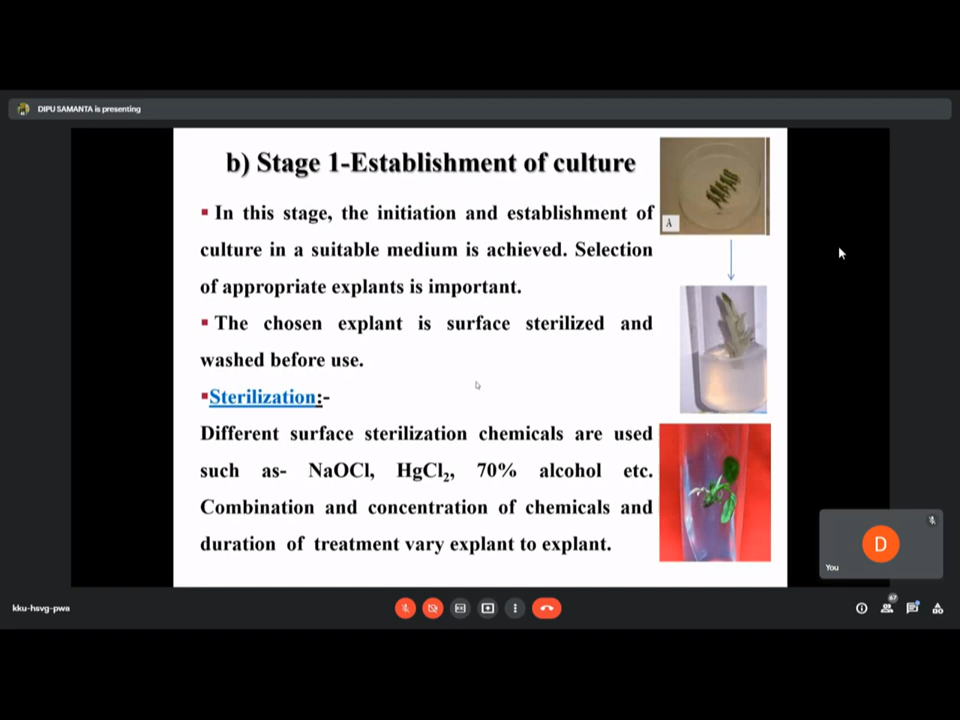 DIPU SAMANTA is presenting
b) Stage 1-Establishment of culture
▪ In this stage, the initiation and establishment of
culture in a suitable medium is achieved. Selection
of appropriate explants is important.
▪ The chosen explant is surface sterilized and
washed before use.
▪Sterilization:-
Different surface sterilization chemicals are used
such as- NaOCl, HgCl₂, 70% alcohol etc.
Combination and concentration of chemicals and
duration of treatment vary explant to explant.
A
D
You
kku-hsvg-pwa
67